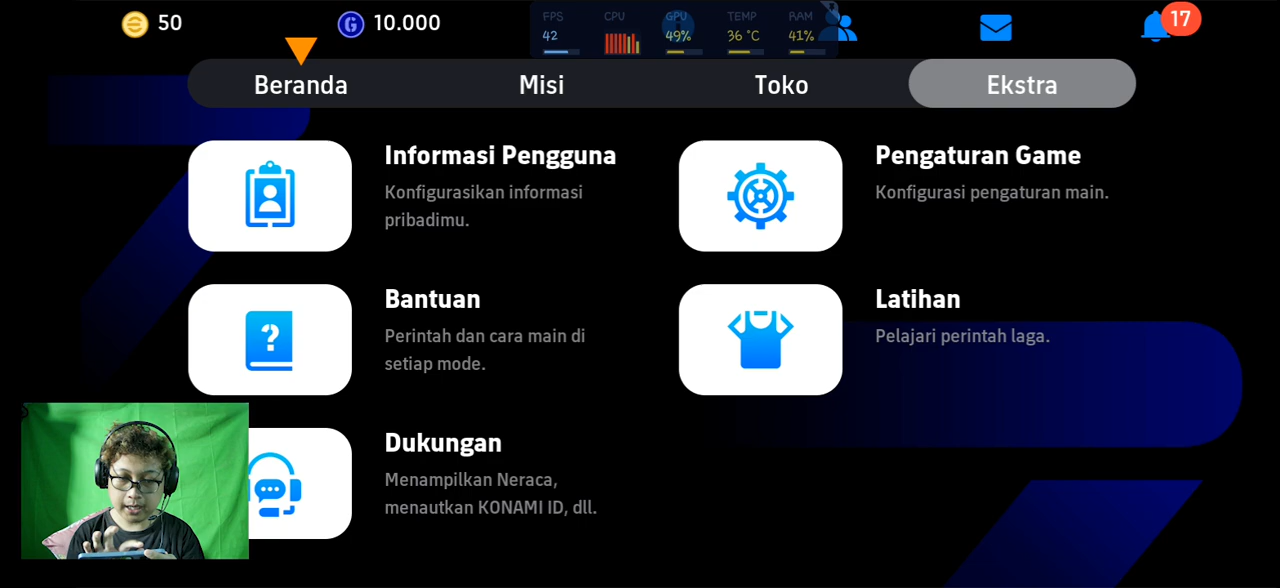 50
10.000
FPS
CPU
GPU
TEMP
RAM
42
49%
36 °C
41%
17
Beranda
Misi
Toko
Ekstra
Informasi Pengguna
Konfigurasikan informasi
pribadimu.
Pengaturan Game
Konfigurasi pengaturan main.
Bantuan
Perintah dan cara main di
setiap mode.
Latihan
Pelajari perintah laga.
Dukungan
Menampilkan Neraca,
menautkan KONAMI ID, dll.